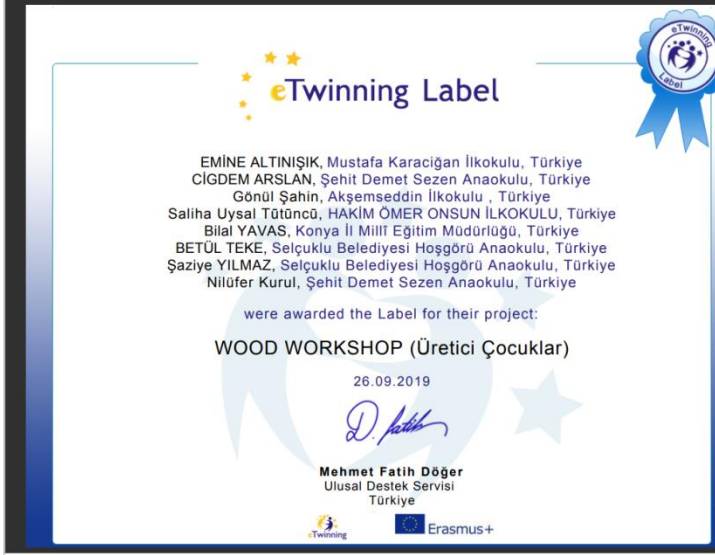 eTwinning Label
eTwinning
Label
EMİNE ALTINIŞIK, Mustafa Karaciğan İlkokulu, Türkiye
CİGDEM ARSLAN, Şehit Demet Sezen Anaokulu, Türkiye
Gönül Şahin, Akşemseddin İlkokulu , Türkiye
Saliha Uysal Tütüncü, HAKİM ÖMER ONSUN İLKOKULU, Türkiye
Bilal YAVAS, Konya İl Millî Eğitim Müdürlüğü, Türkiye
BETÜL TEKE, Selçuklu Belediyesi Hoşgörü Anaokulu, Türkiye
Şaziye YILMAZ, Selçuklu Belediyesi Hoşgörü Anaokulu, Türkiye
Nilüfer Kurul, Şehit Demet Sezen Anaokulu, Türkiye
were awarded the Label for their project:
WOOD WORKSHOP (Üretici Çocuklar)
26.09.2019
D. fatih
Mehmet Fatih Döğer
Ulusal Destek Servisi
Türkiye
eTwinning
Erasmus+